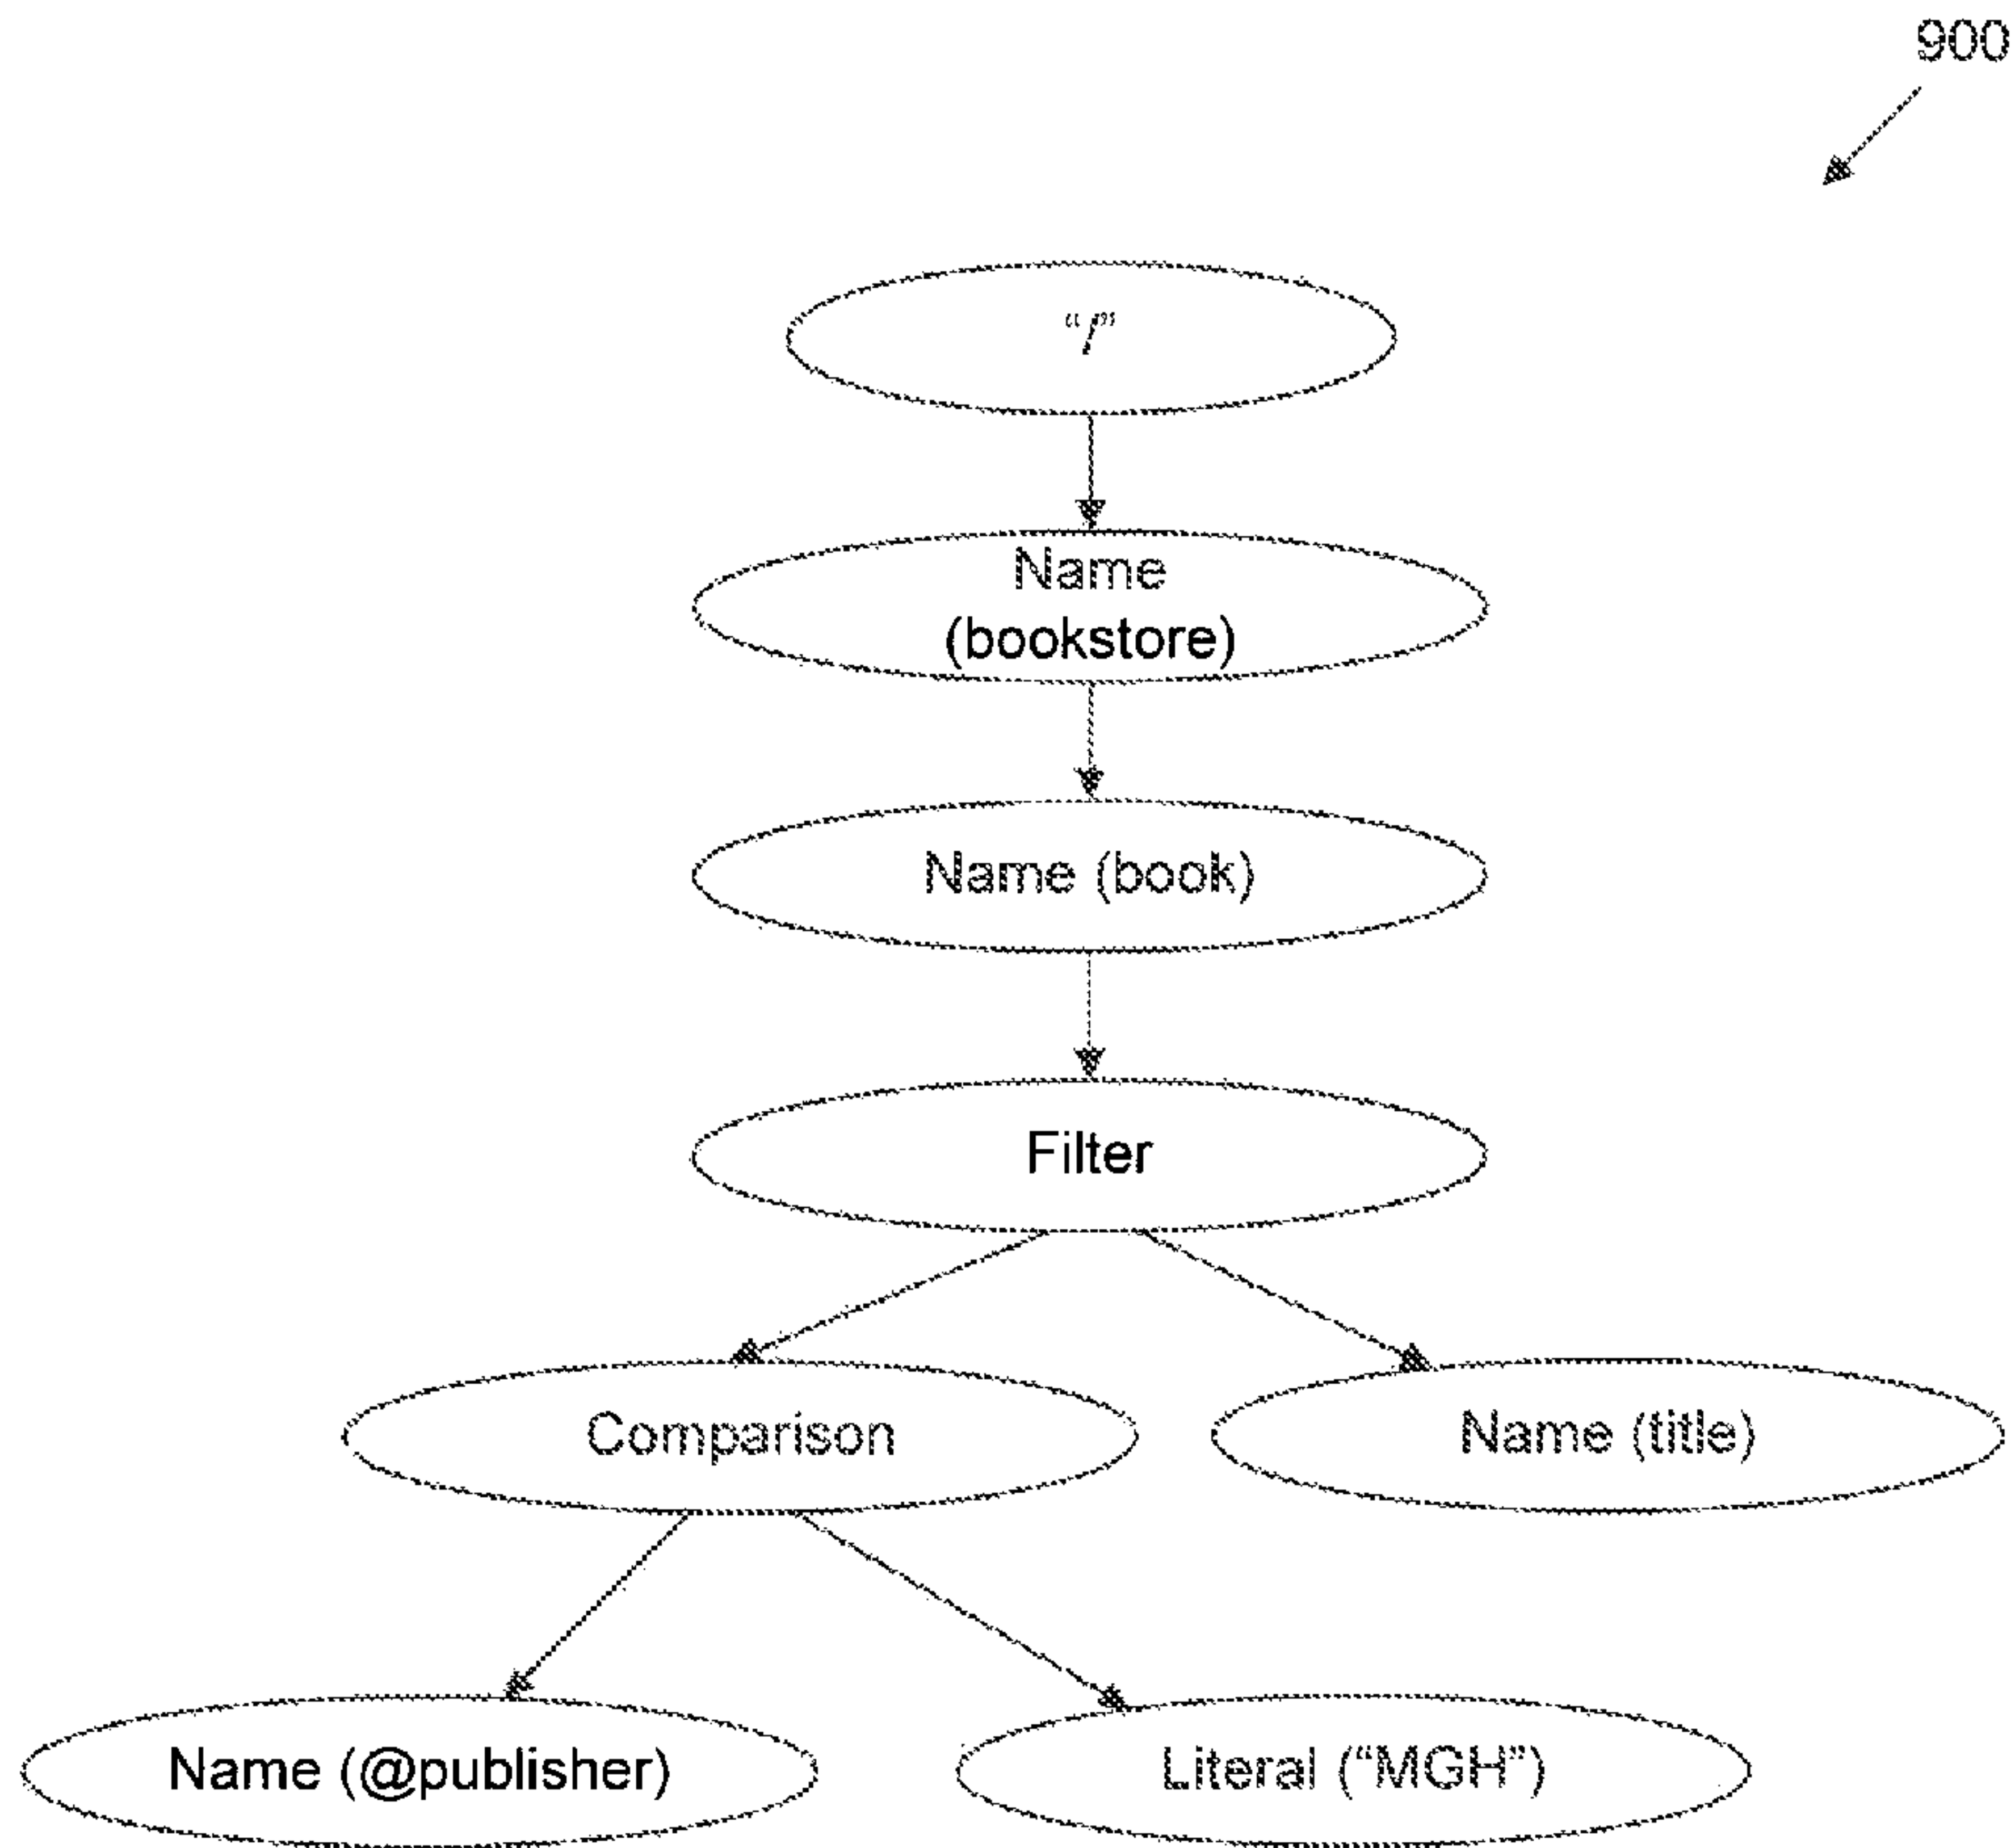 900
“/”
Name
(bookstore)
Name (book)
Filter
Comparison
Name (title)
Name (@publisher)
Literal (“MGH”)